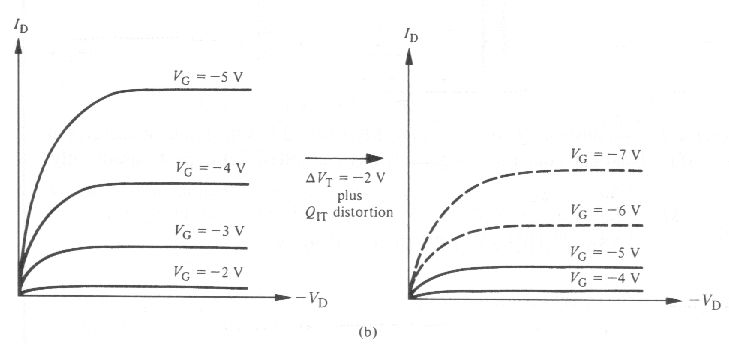 I_D
V_G = −5 V
V_G = −4 V
V_G = −3 V
V_G = −2 V
−V_D
ΔV_T = −2 V
plus
Q_IT distortion
I_D
V_G = −7 V
V_G = −6 V
V_G = −5 V
V_G = −4 V
−V_D
(b)